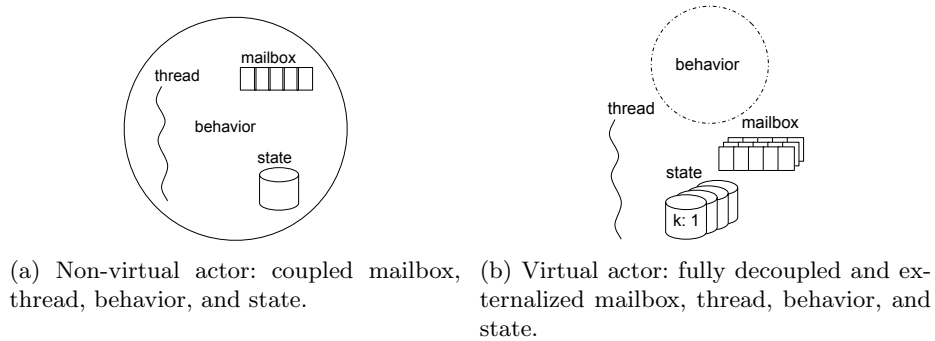 mailbox
thread
behavior
state
behavior
thread
mailbox
state
k: 1
(a) Non-virtual actor: coupled mailbox,
thread, behavior, and state.
(b) Virtual actor: fully decoupled and ex-
ternalized mailbox, thread, behavior, and
state.